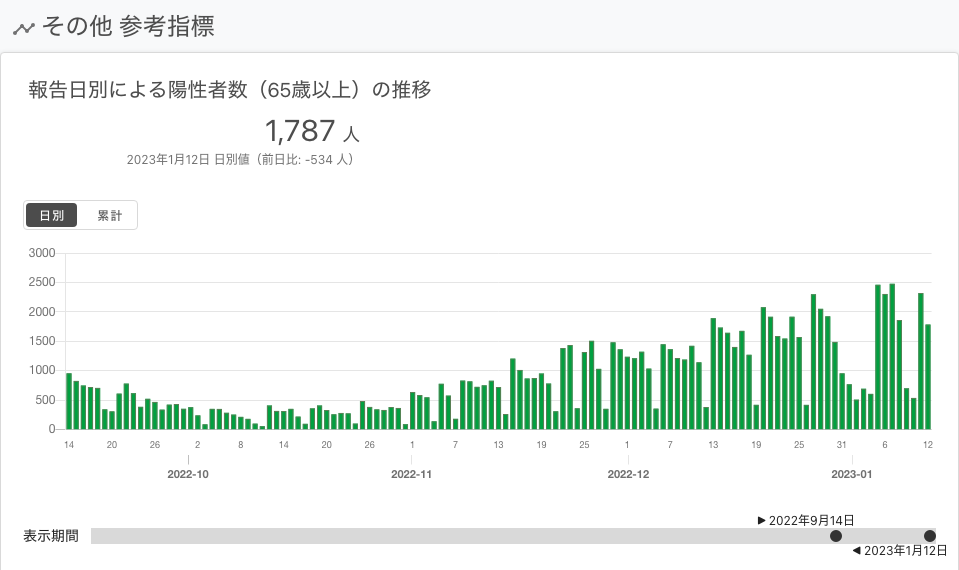 その他 参考指標
報告日別による陽性者数（65歳以上）の推移
1,787 人
2023年1月12日 日別値（前日比: -534 人）
日別 累計
3000
2500
2000
1500
1000
500
0
14 20 26 2 8 14 20 26 1 7 13 19 25 1 7 13 19 25 31 6 12
2022-10 2022-11 2022-12 2023-01
▶ 2022年9月14日
表示期間
◀ 2023年1月12日